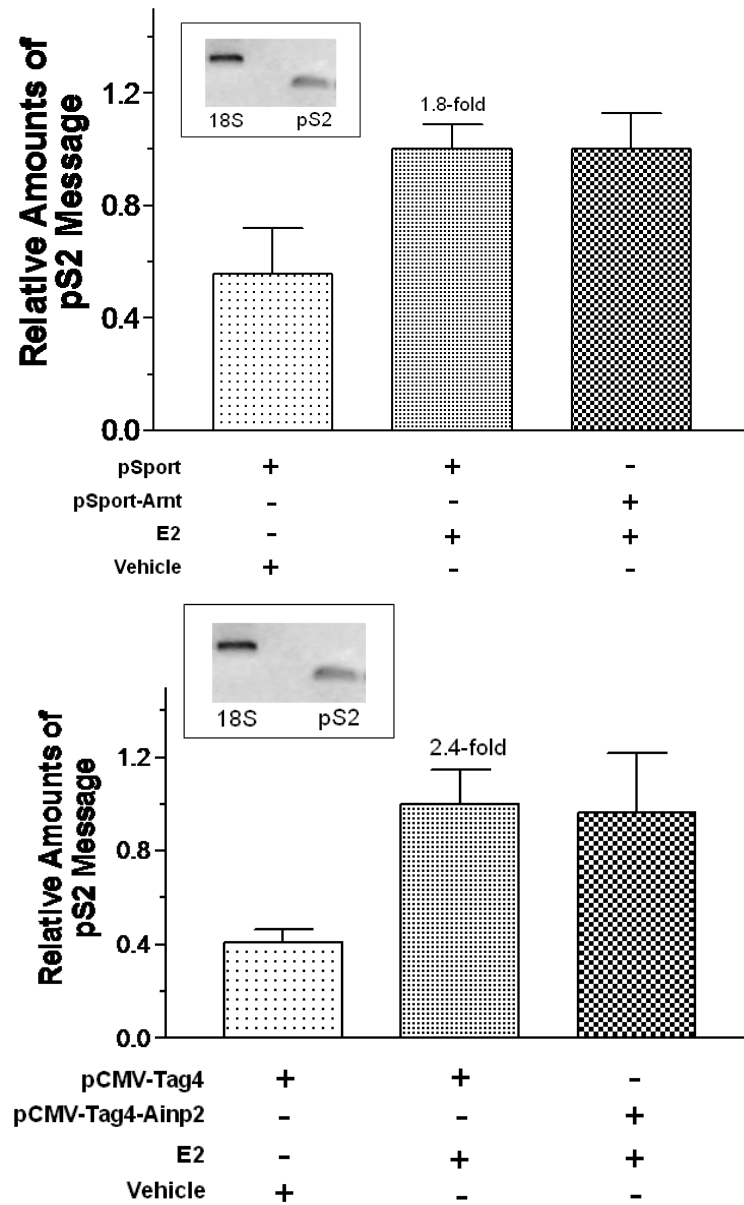 Relative Amounts of
pS2 Message
18S pS2
1.8-fold
1.2
0.8
0.4
0.0
pSport + + -
pSport-Arnt - - +
E2 - + +
Vehicle + - -
Relative Amounts of
pS2 Message
18S pS2
2.4-fold
1.2
0.8
0.4
0.0
pCMV-Tag4 + + -
pCMV-Tag4-Ainp2 - - +
E2 - + +
Vehicle + - -